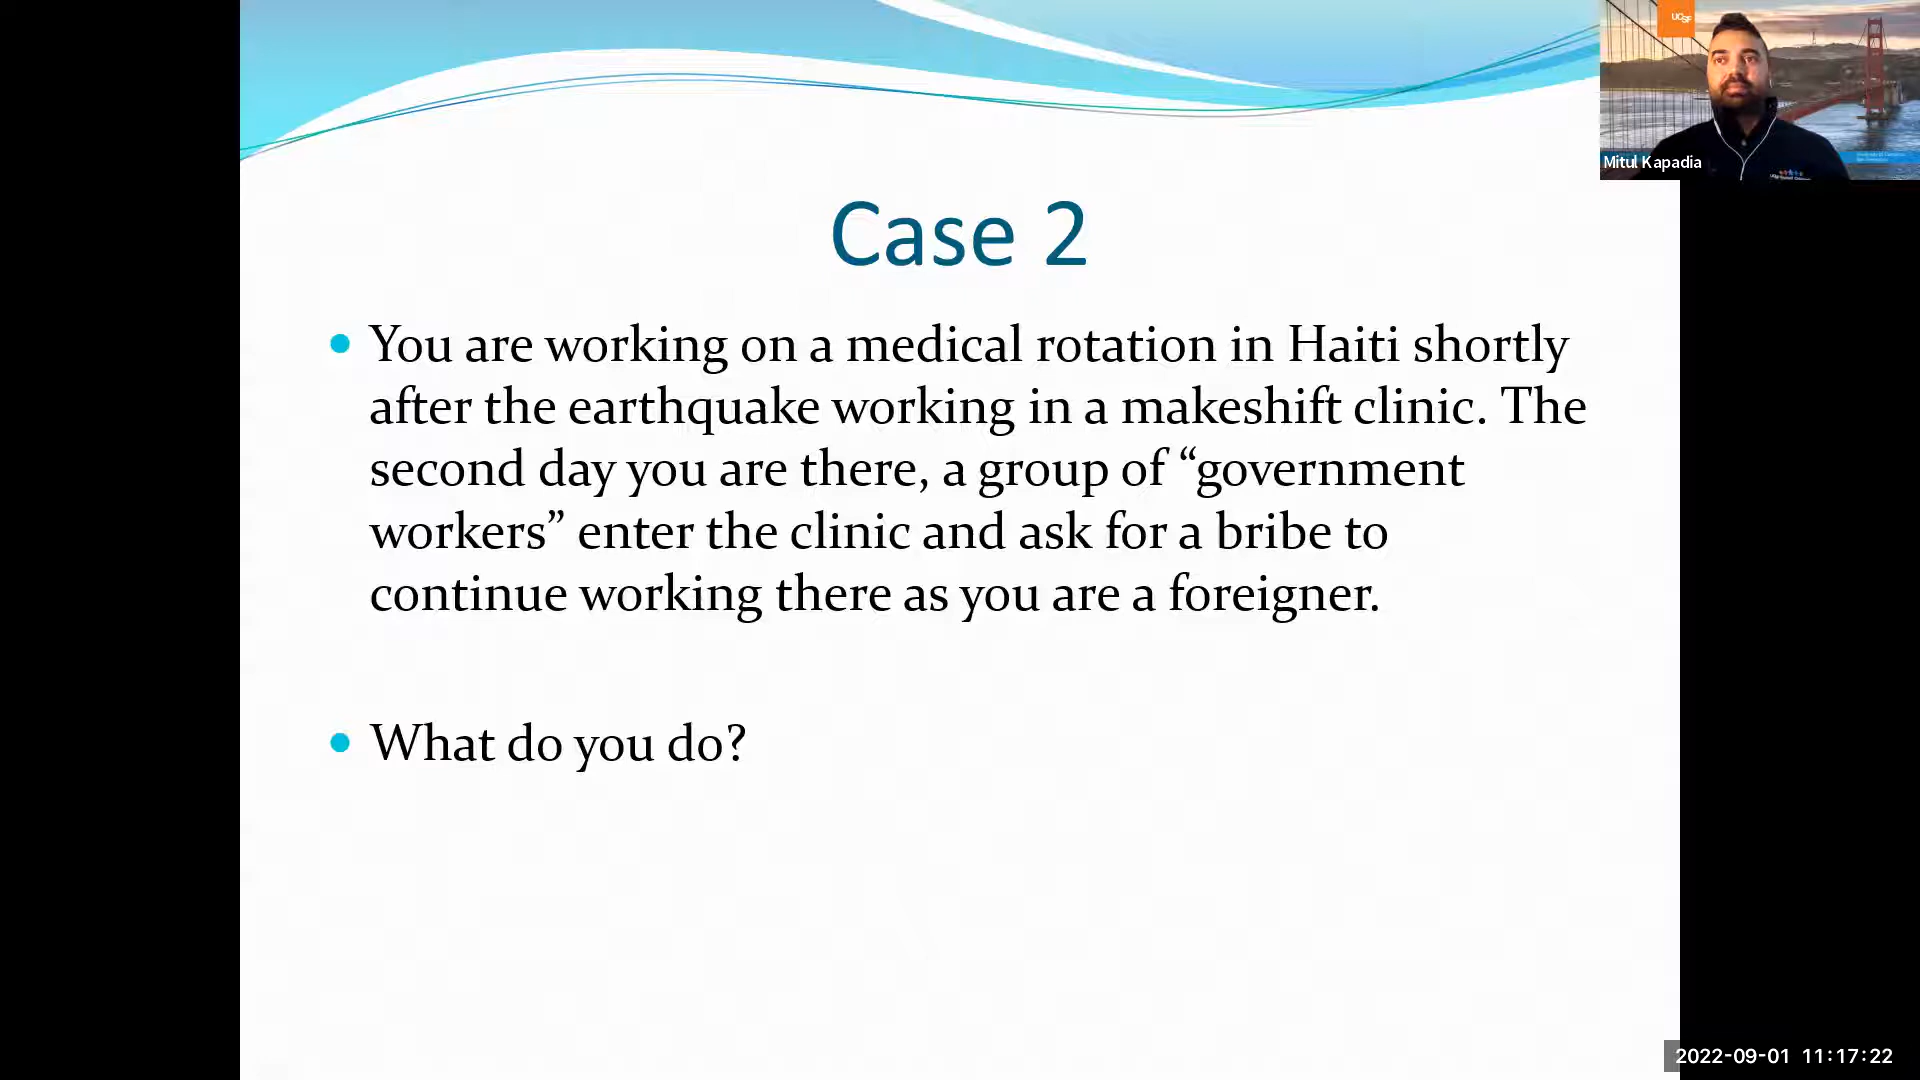 UCSF
Mitul Kapadia
Case 2
You are working on a medical rotation in Haiti shortly
after the earthquake working in a makeshift clinic. The
second day you are there, a group of “government
workers” enter the clinic and ask for a bribe to
continue working there as you are a foreigner.
What do you do?
2022-09-01 11:17:22